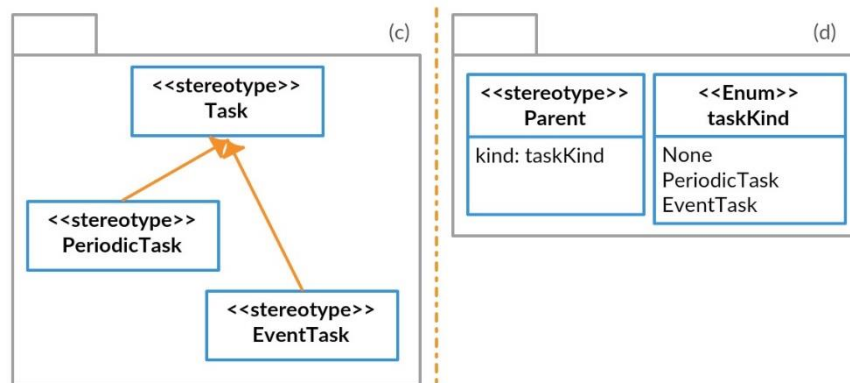 (c)
<<stereotype>>
Task
<<stereotype>>
PeriodicTask
<<stereotype>>
EventTask
(d)
<<stereotype>>
Parent
kind: taskKind
<<Enum>>
taskKind
None
PeriodicTask
EventTask